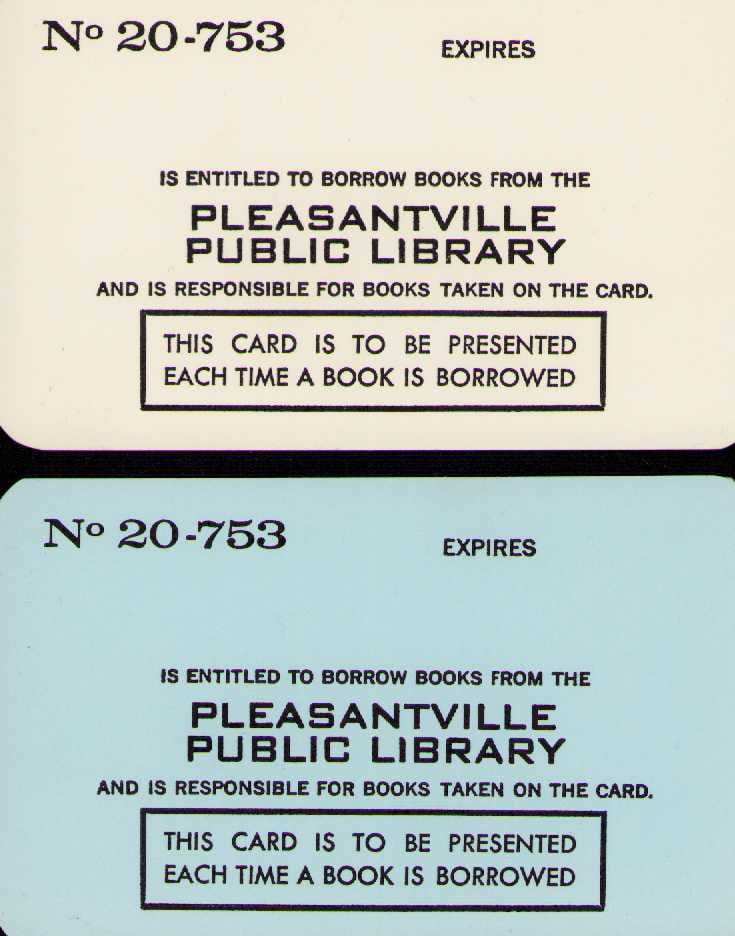 No 20-753
EXPIRES
IS ENTITLED TO BORROW BOOKS FROM THE
PLEASANTVILLE
PUBLIC LIBRARY
AND IS RESPONSIBLE FOR BOOKS TAKEN ON THE CARD.
THIS CARD IS TO BE PRESENTED
EACH TIME A BOOK IS BORROWED
No 20-753
EXPIRES
IS ENTITLED TO BORROW BOOKS FROM THE
PLEASANTVILLE
PUBLIC LIBRARY
AND IS RESPONSIBLE FOR BOOKS TAKEN ON THE CARD.
THIS CARD IS TO BE PRESENTED
EACH TIME A BOOK IS BORROWED